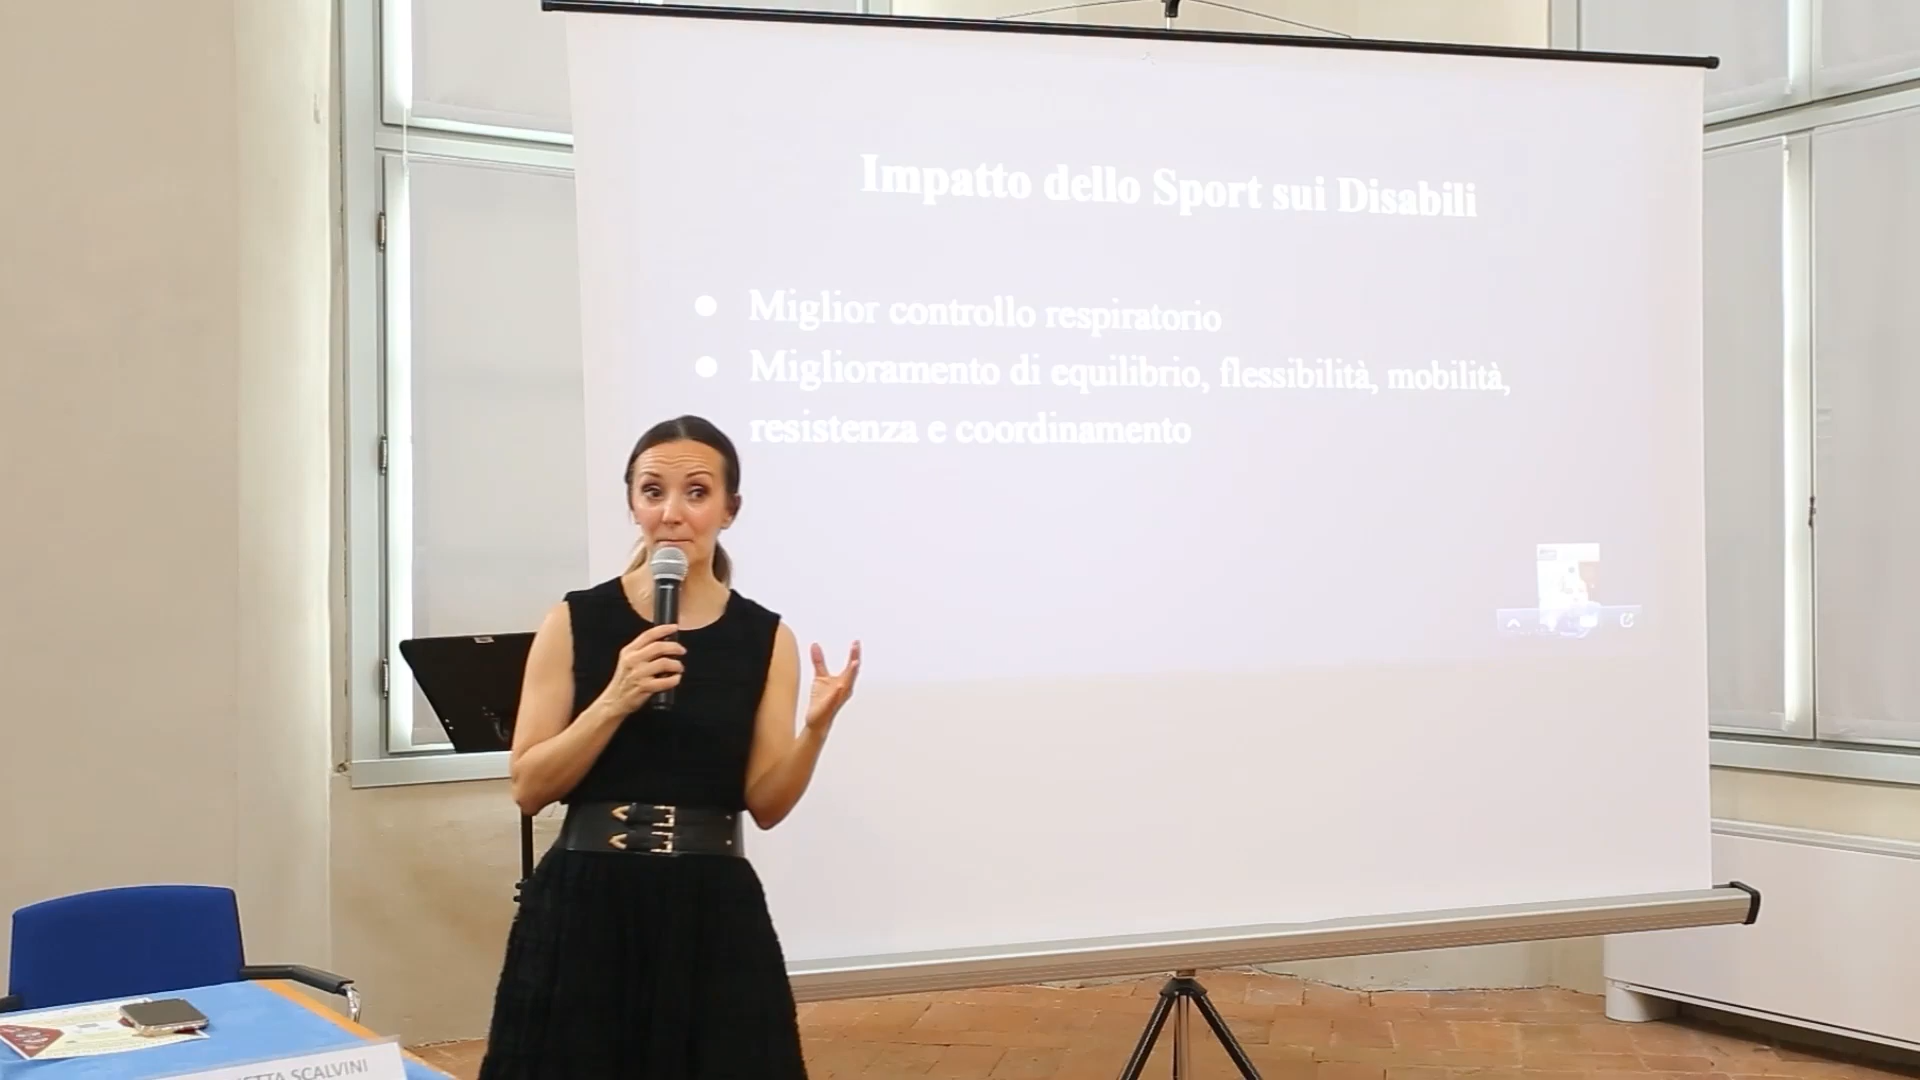 Impatto dello Sport sui Disabili
● Miglior controllo respiratorio
● Miglioramento di equilibrio, flessibilità, mobilità,
resistenza e coordinamento
SCALVINI